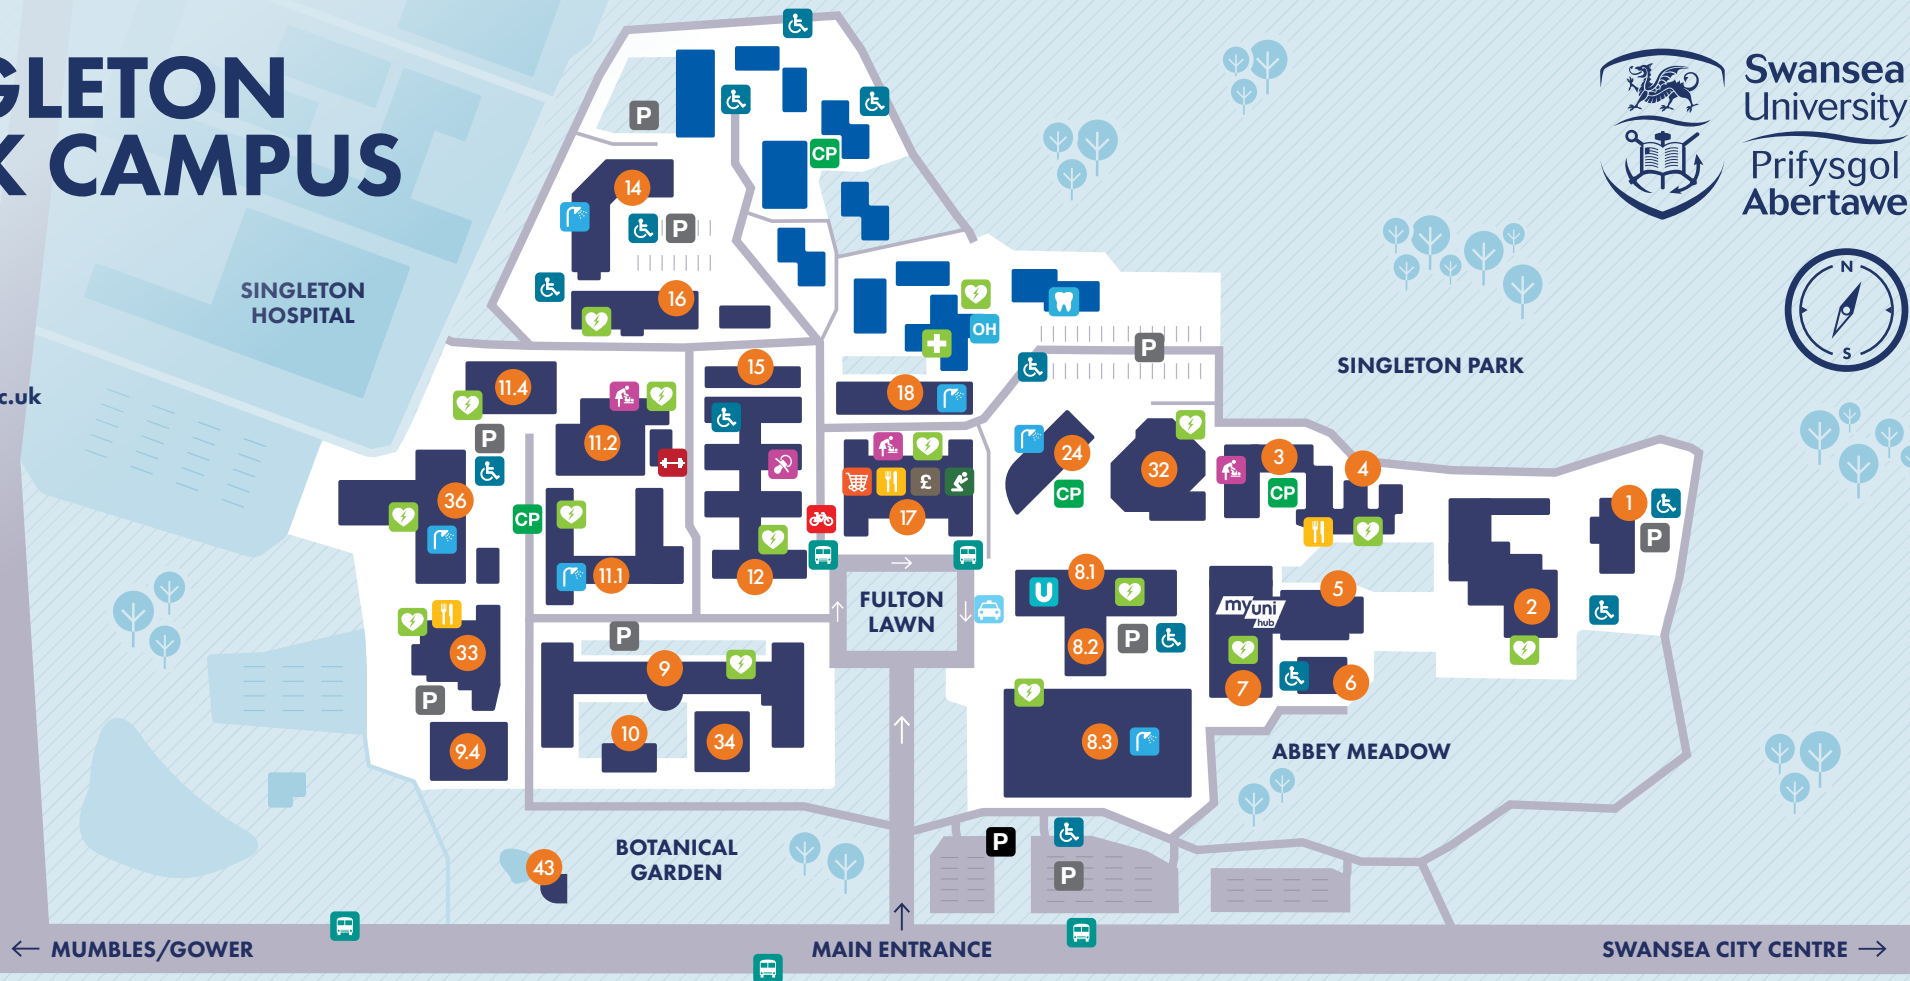 GLETON
K CAMPUS
c.uk
SINGLETON
HOSPITAL
Swansea
University
Prifysgol
Abertawe
N
S
SINGLETON PARK
P
CP
14
P
16
OH
P
15
18
11.4
11.2
P
24
32
3
4
1
P
CP
CP
£
17
36
CP
11.1
12
8.1
U
5
2
FULTON
LAWN
myuni
hub
P
8.2
P
33
9
7
6
P
10
34
8.3
9.4
ABBEY MEADOW
P
P
BOTANICAL
GARDEN
43
MUMBLES/GOWER
MAIN ENTRANCE
SWANSEA CITY CENTRE